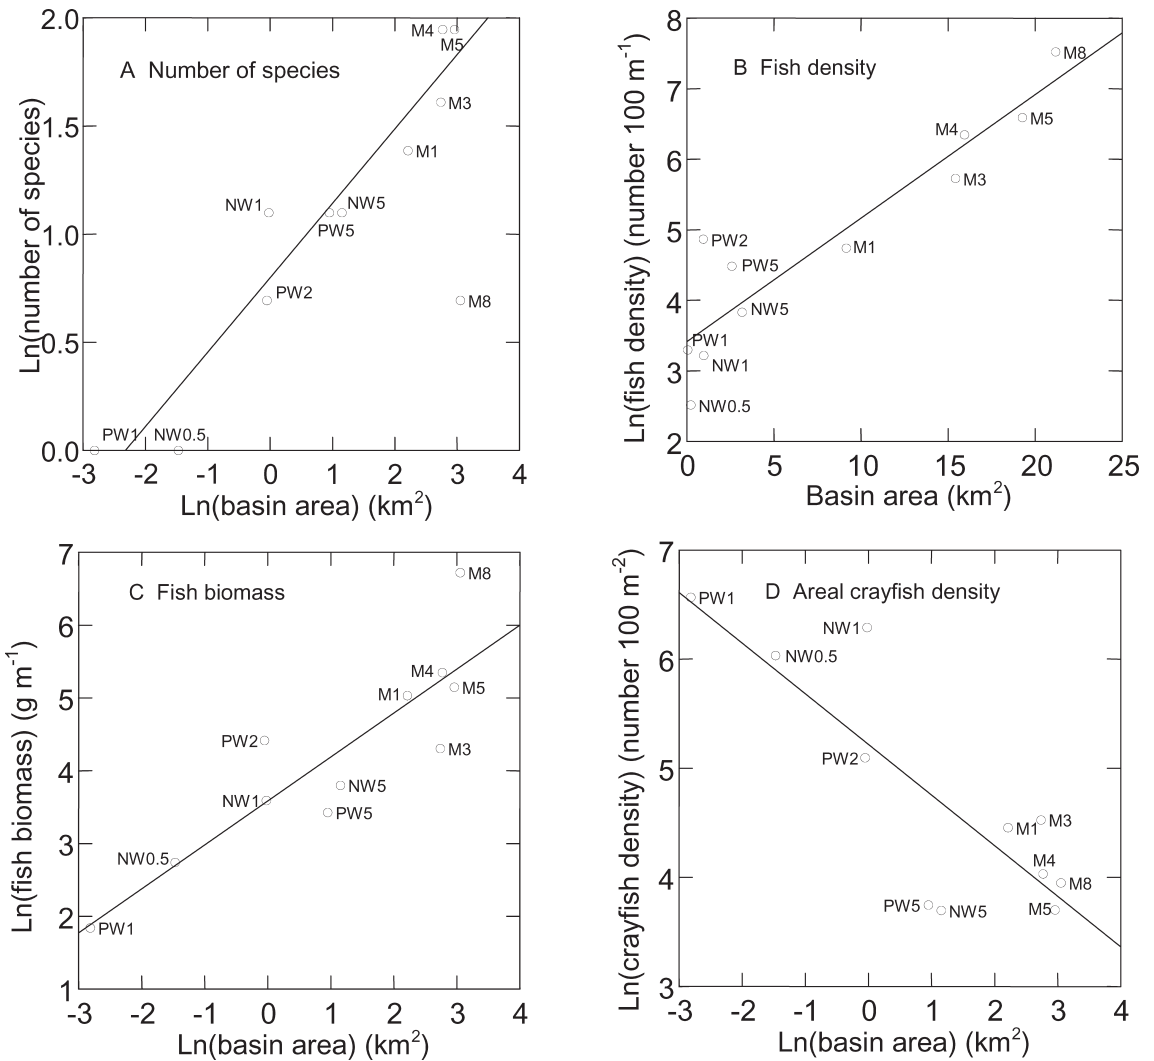 A Number of species
Ln(number of species)
2.0
1.5
1.0
0.5
0.0
M4
M5
M3
M1
NW1
NW5
PW5
PW2
M8
PW1
NW0.5
-3 -2 -1 0 1 2 3 4
Ln(basin area) (km²)
B Fish density
Ln(fish density) (number 100 m⁻¹)
8
7
6
5
4
3
2
M8
M4
M5
M3
PW2
M1
PW5
NW5
PW1
NW1
NW0.5
0 5 10 15 20 25
Basin area (km²)
C Fish biomass
Ln(fish biomass) (g m⁻¹)
7
6
5
4
3
2
1
M8
M4
M5
M1
PW2
M3
NW5
NW1
PW5
NW0.5
PW1
-3 -2 -1 0 1 2 3 4
Ln(basin area) (km²)
D Areal crayfish density
Ln(crayfish density) (number 100 m⁻²)
7
6
5
4
3
PW1
NW1
NW0.5
PW2
M3
M1
M4
M8
PW5
NW5
M5
-3 -2 -1 0 1 2 3 4
Ln(basin area) (km²)